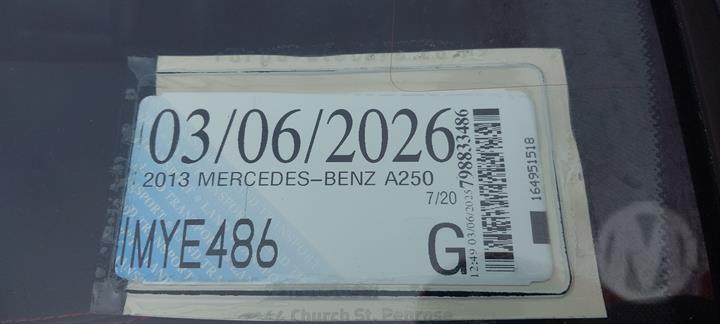 03/06/2026
2013 MERCEDES-BENZ A250
7/20
MYE486
G
12:49 03/06/2025
798833486
164951518
Church St, Penrose